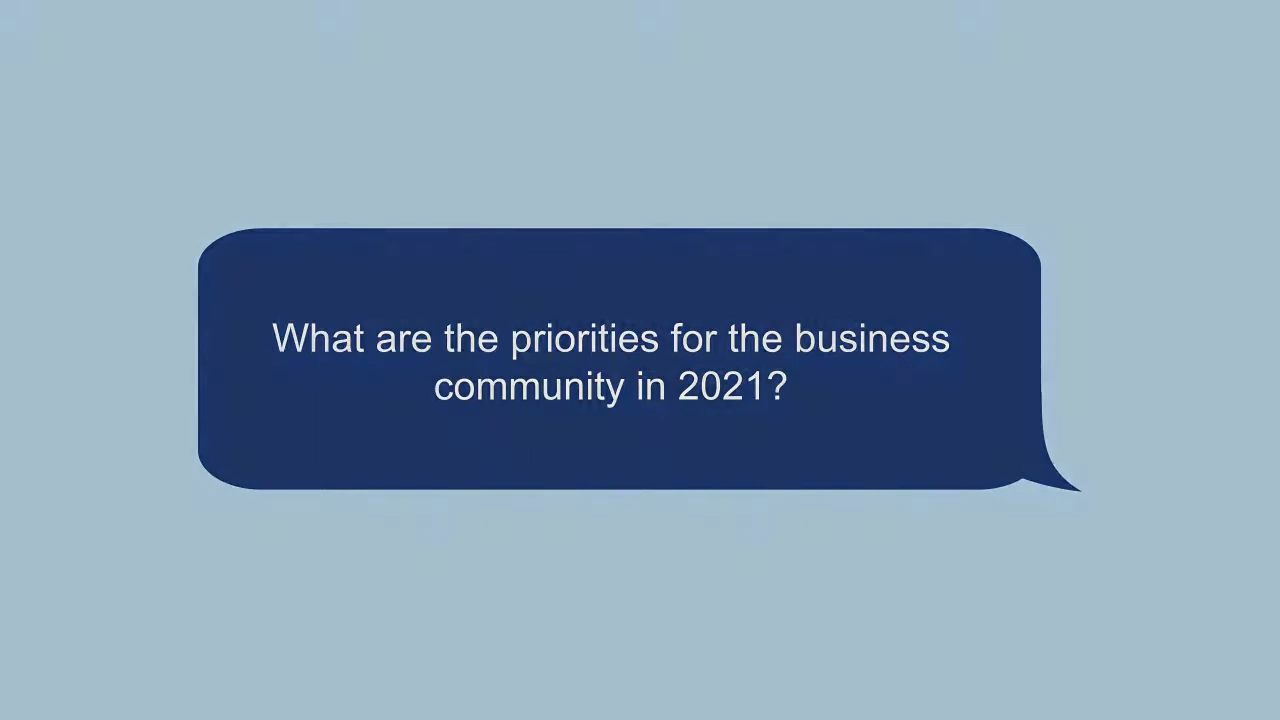 What are the priorities for the business
community in 2021?